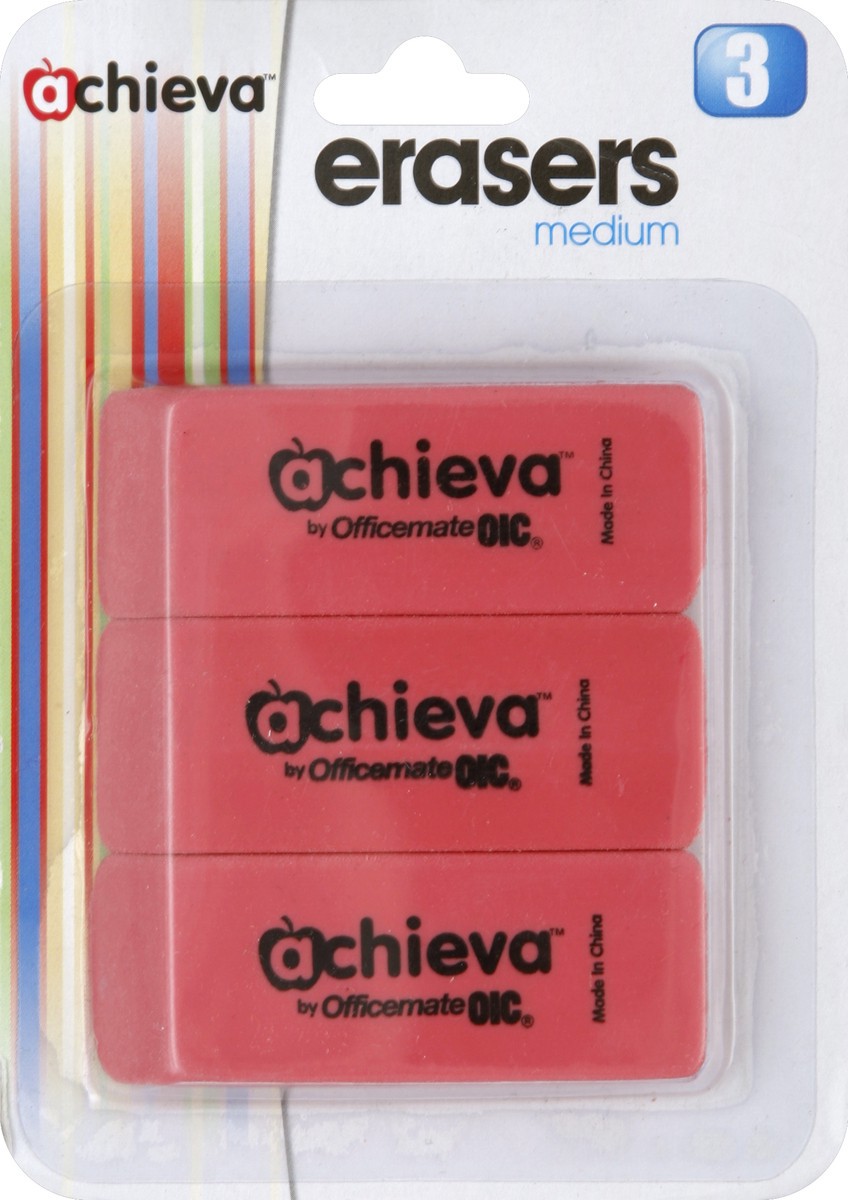 achieva™
3
erasers
medium
achieva™
by Officemate OIC®
Made In China
achieva™
by Officemate OIC®
Made In China
achieva™
by Officemate OIC®
Made In China